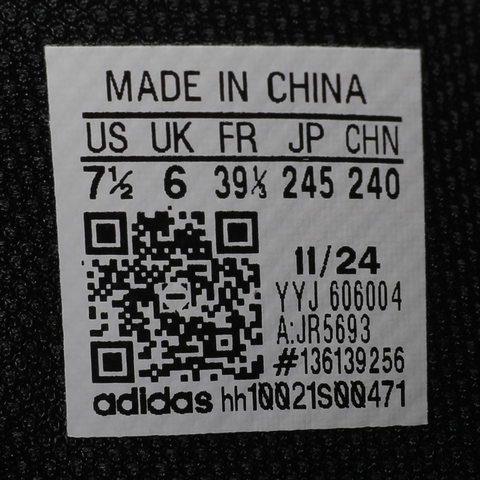 MADE IN CHINA
US UK FR JP CHN
7½ 6 39⅓ 245 240
11/24
YYJ 606004
A:JR5693
#136139256
adidas hh10021S00471